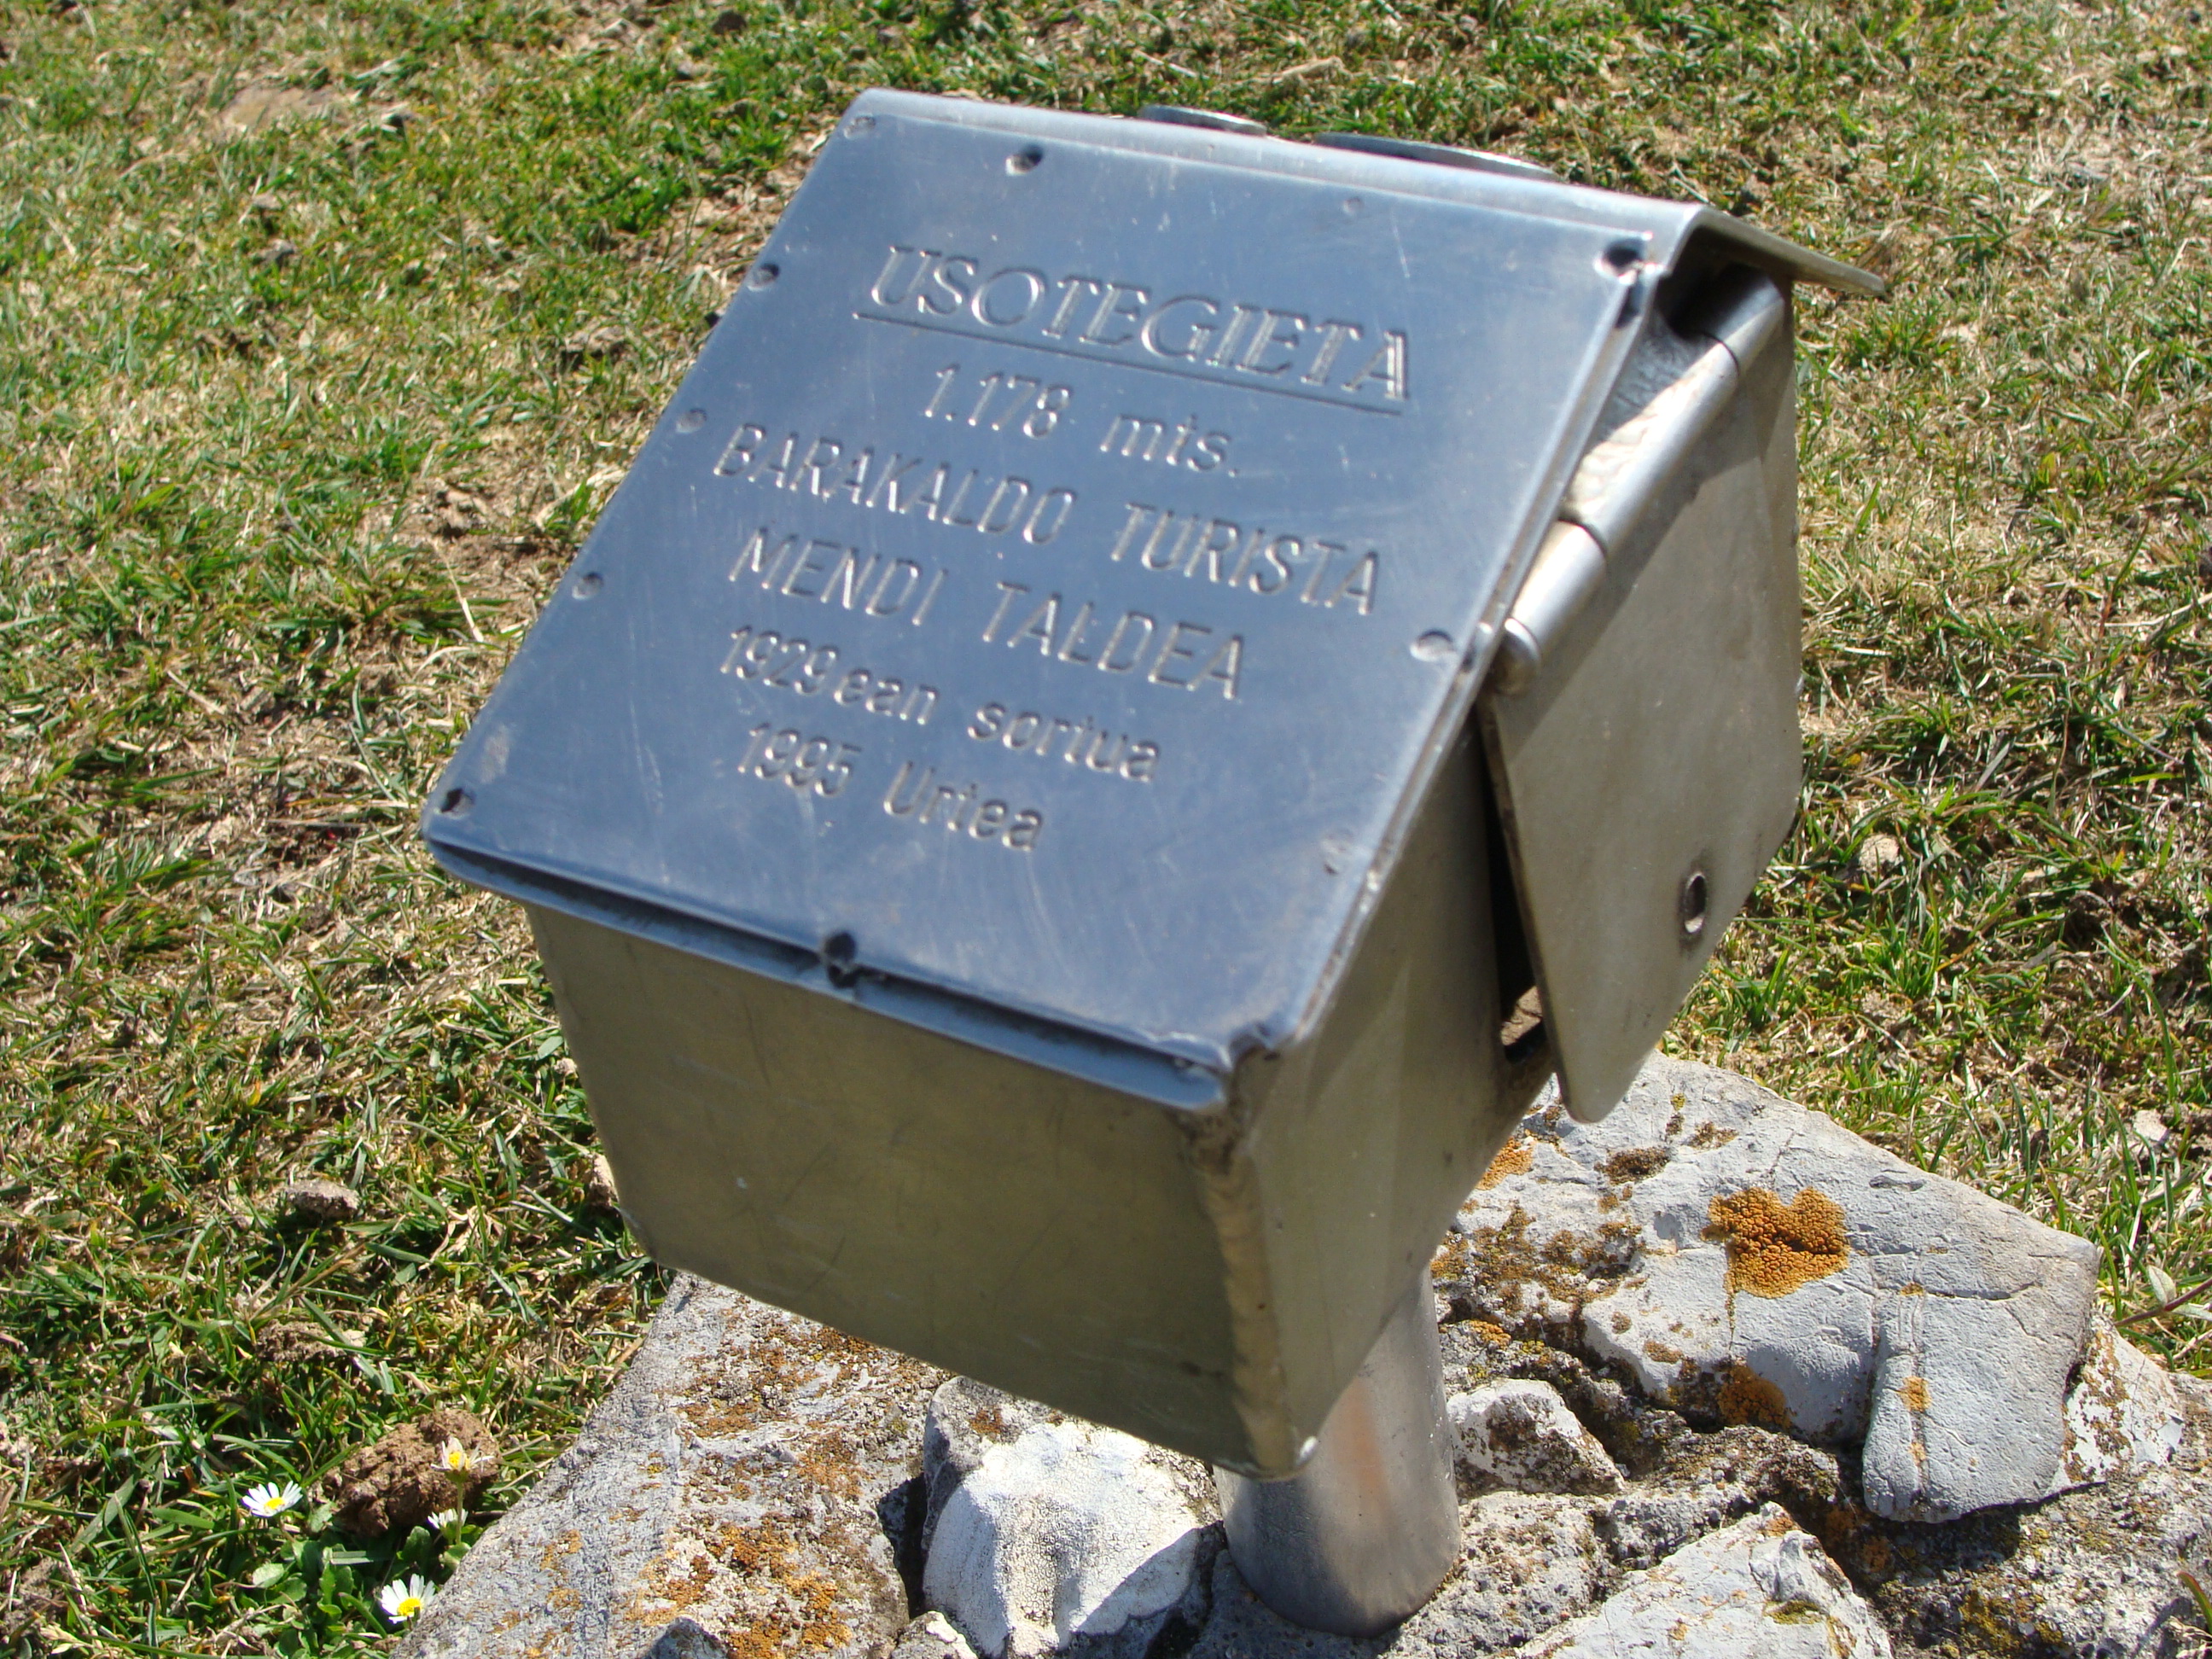 USOTEGIETA
1.178 mts.
BARAKALDO TURISTA
MENDI TALDEA
1929ean sortua
1995 Urtea